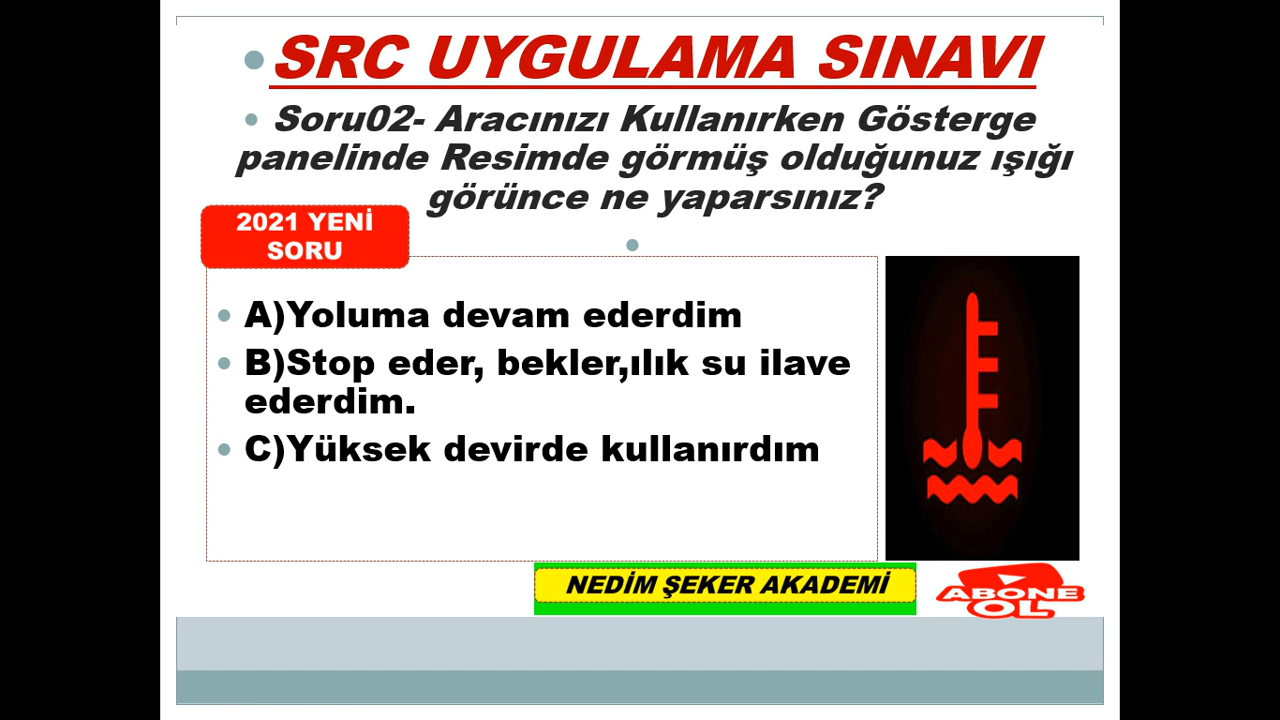 SRC UYGULAMA SINAVI
Soru02- Aracınızı Kullanırken Gösterge
panelinde Resimde görmüş olduğunuz ışığı
görünce ne yaparsınız?
2021 YENİ
SORU
A)Yoluma devam ederdim
B)Stop eder, bekler,ılık su ilave
ederdim.
C)Yüksek devirde kullanırdım
NEDİM ŞEKER AKADEMİ
ABONE
OL